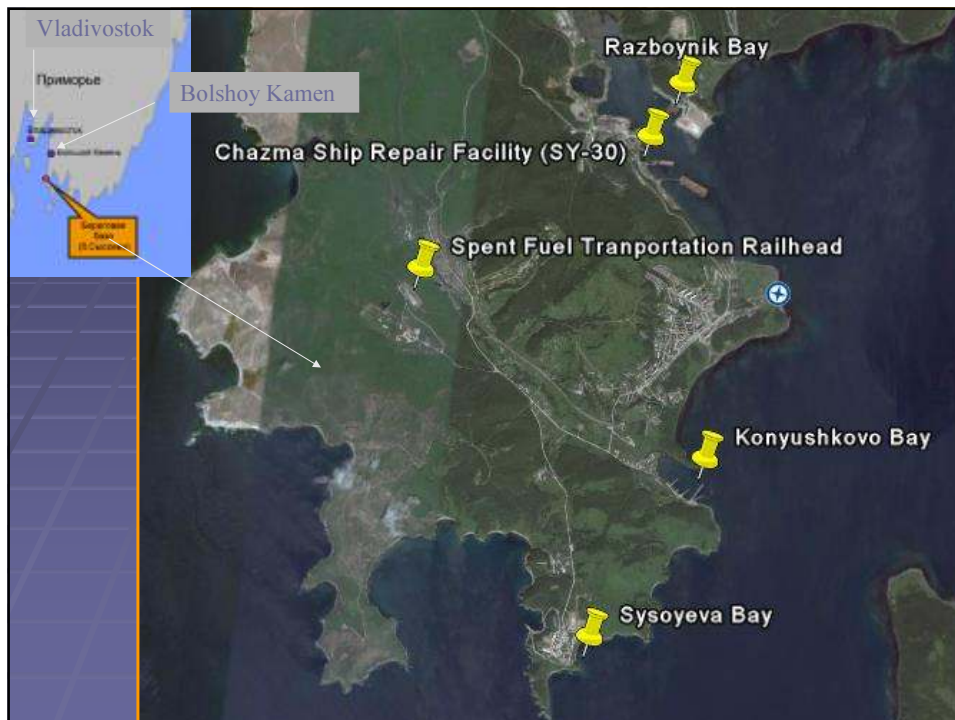 Vladivostok
Приморье
Bolshoy Kamen
Razboynik Bay
Chazma Ship Repair Facility (SY-30)
Spent Fuel Tranportation Railhead
Konyushkovo Bay
Sysoyeva Bay